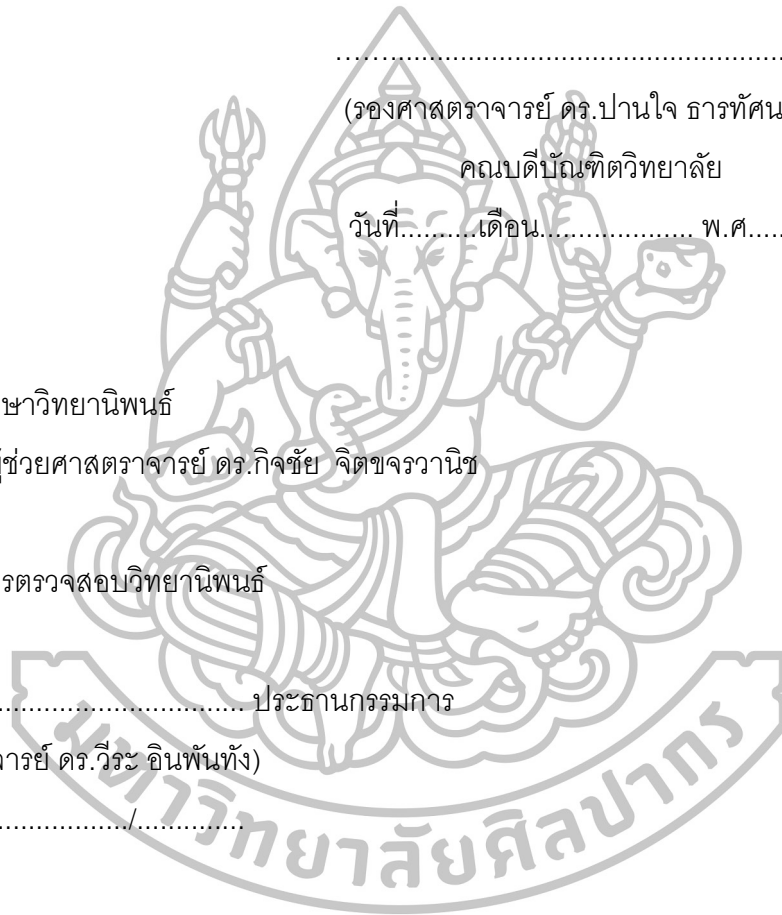 …….....................................................
(รองศาสตราจารย์ ดร.ปานใจ ธารทัศน
คณบดีบัณฑิตวิทยาลัย
วันที่..........เดือน.................... พ.ศ.....
ษาวิทยานิพนธ์
ผู้ช่วยศาสตราจารย์ ดร.กิจชัย จิตขจรวานิช
รตรวจสอบวิทยานิพนธ์
................................ ประธานกรรมการ
ารย์ ดร.วีระ อินพันทัง)
................../..............
มหาวิทยาลัยศิลปากร